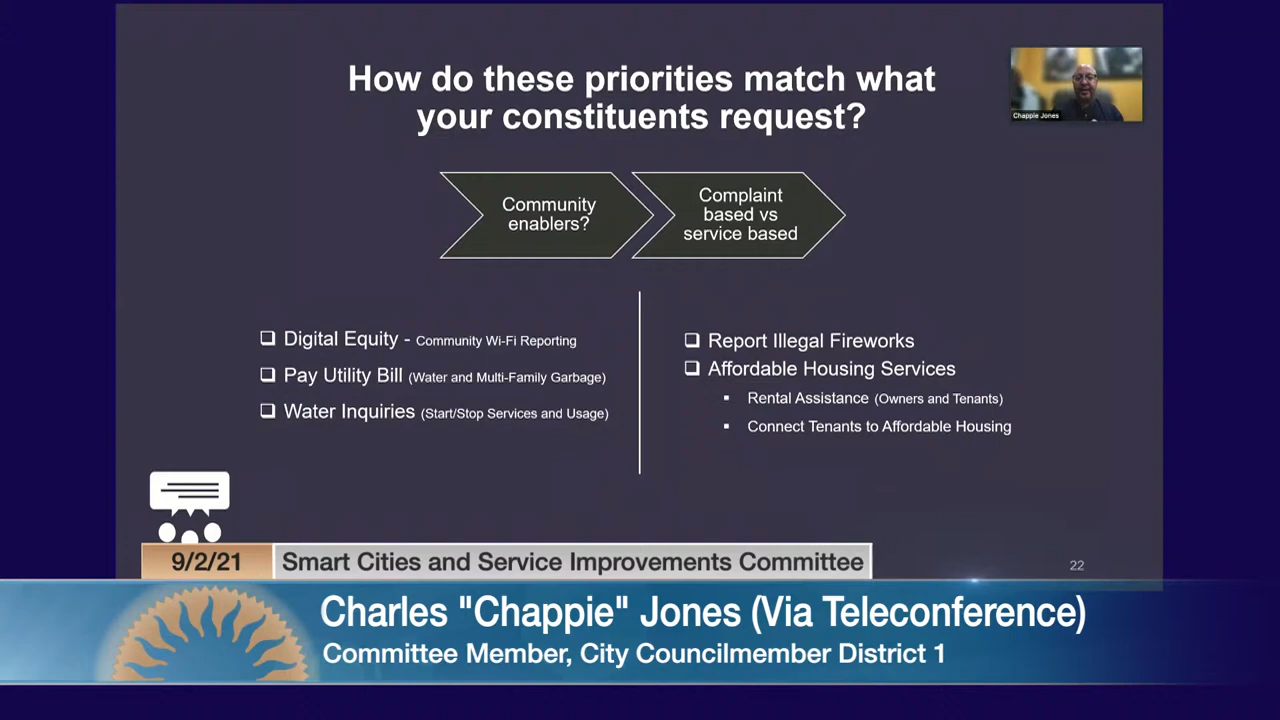 How do these priorities match what
your constituents request?
Chappie Jones
Community
enablers?
Complaint
based vs
service based
Digital Equity - Community Wi-Fi Reporting
Pay Utility Bill (Water and Multi-Family Garbage)
Water Inquiries (Start/Stop Services and Usage)
Report Illegal Fireworks
Affordable Housing Services
Rental Assistance (Owners and Tenants)
Connect Tenants to Affordable Housing
9/2/21
Smart Cities and Service Improvements Committee
22
Charles "Chappie" Jones (Via Teleconference)
Committee Member, City Councilmember District 1